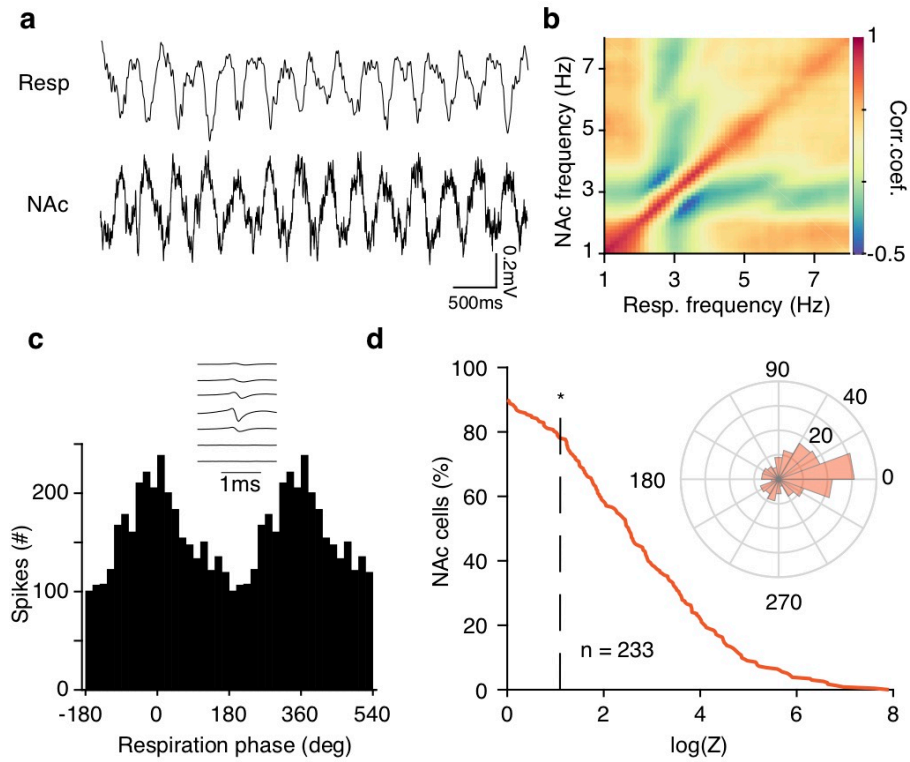 a
Resp
NAc
0.2mV
500ms
b
NAc frequency (Hz)
7
5
3
1
1 3 5 7
Resp. frequency (Hz)
1
Corr.coef.
-0.5
c
1ms
Spikes (#)
200
100
0
-180 0 180 360 540
Respiration phase (deg)
d
NAc cells (%)
100
80
60
40
20
0
*
n = 233
0 2 4 6 8
log(Z)
90
40
20
180
0
270